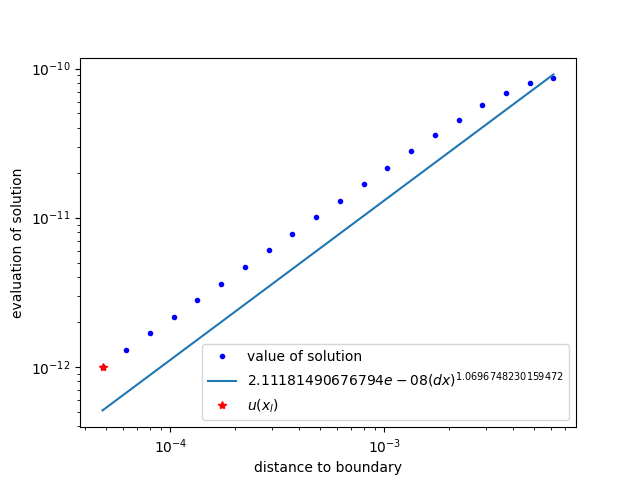 10⁻¹⁰
10⁻¹¹
10⁻¹²
evaluation of solution
value of solution
2.11181490676794e − 08(dx)^1.0696748230159472
u(x_l)
10⁻⁴
10⁻³
distance to boundary